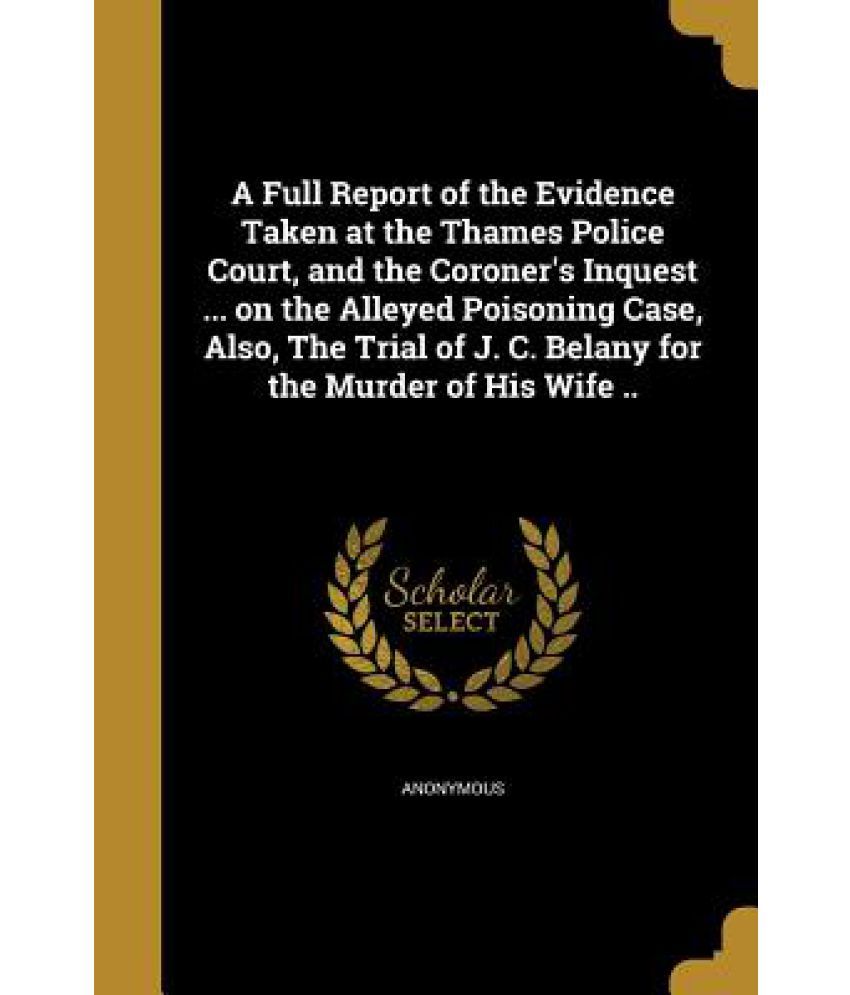 A Full Report of the Evidence
Taken at the Thames Police
Court, and the Coroner's Inquest
... on the Alleyed Poisoning Case,
Also, The Trial of J. C. Belany for
the Murder of His Wife ..
Scholar
SELECT
ANONYMOUS